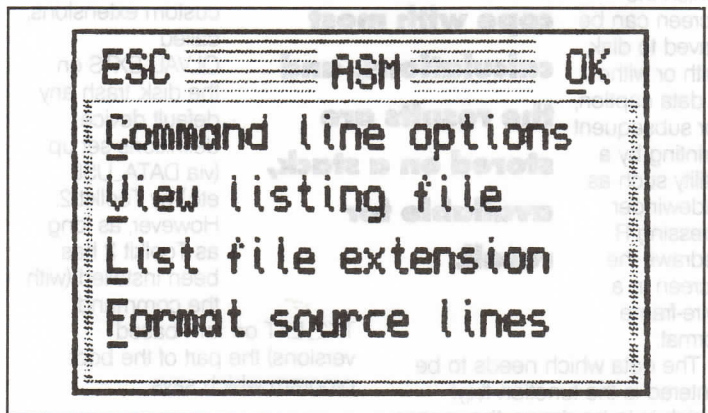 ESC ASM OK
Command line options
View listing file
List file extension
Format source lines